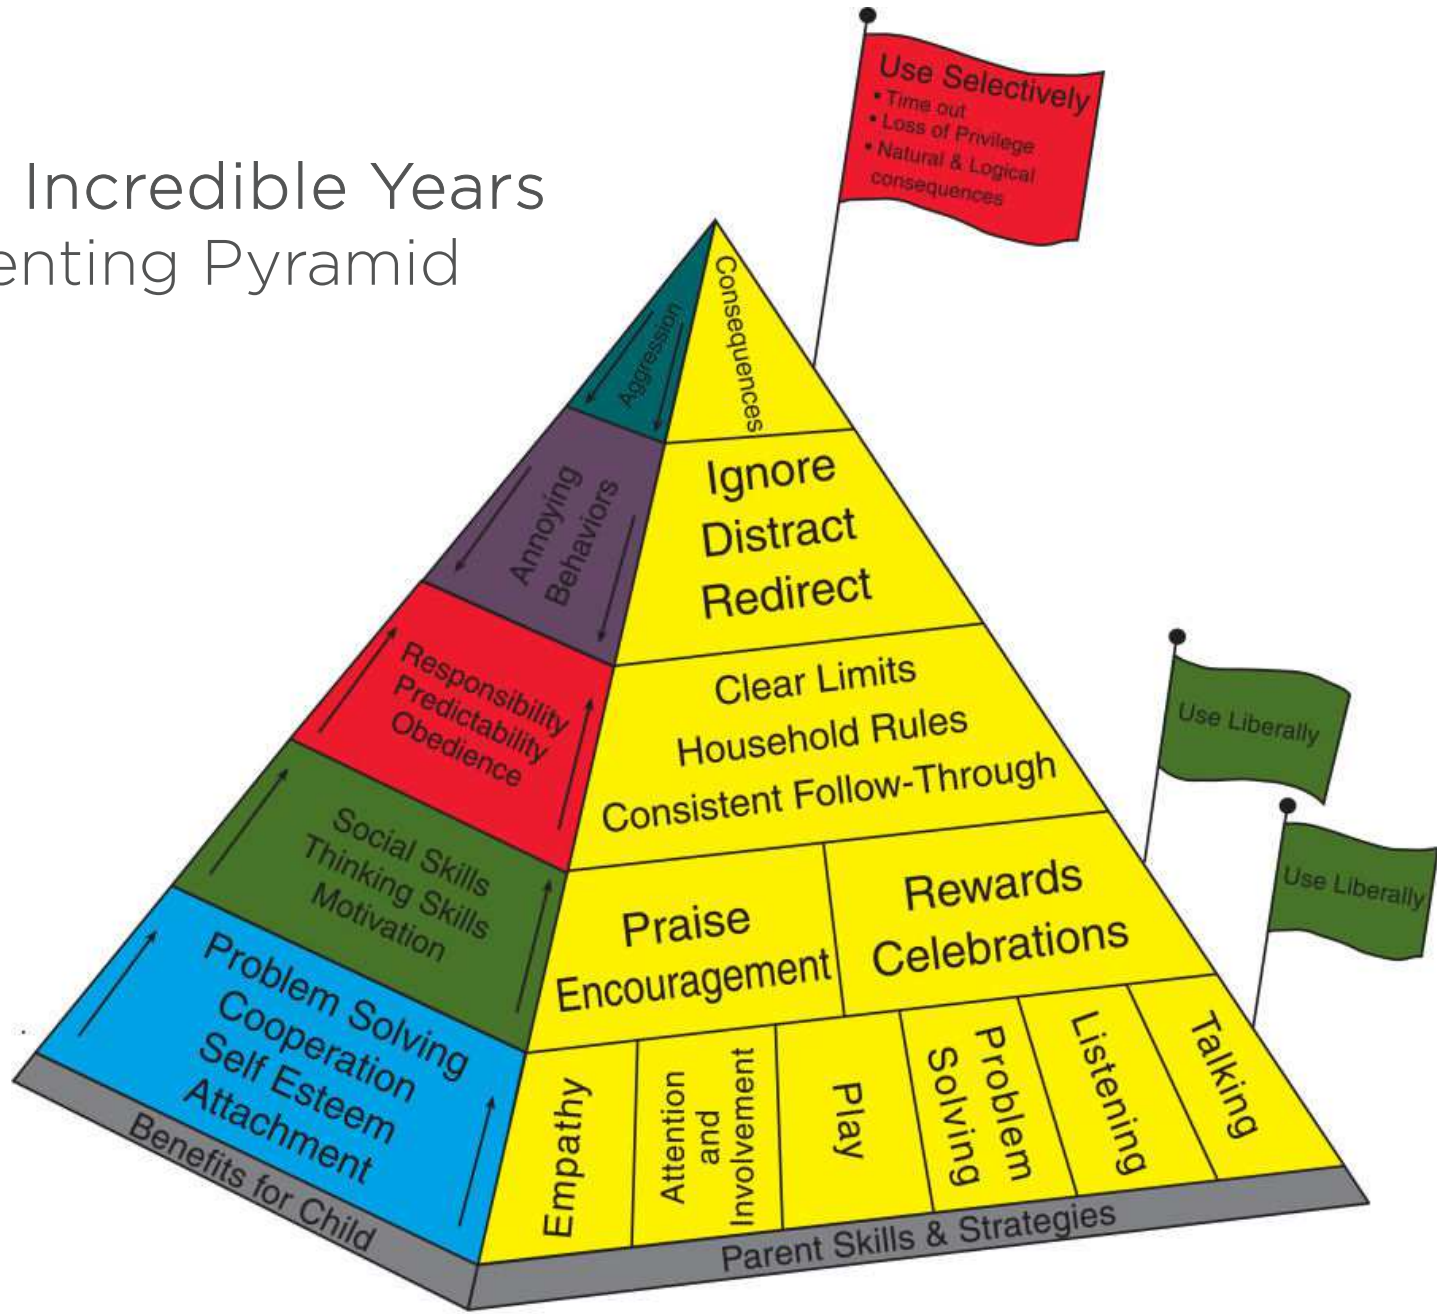 Incredible Years
enting Pyramid
Use Selectively
• Time out
• Loss of Privilege
• Natural & Logical
consequences
Aggression
Consequences
Annoying
Behaviors
Ignore
Distract
Redirect
Responsibility
Predictability
Obedience
Clear Limits
Household Rules
Consistent Follow-Through
Use Liberally
Social Skills
Thinking Skills
Motivation
Praise
Encouragement
Rewards
Celebrations
Use Liberally
Problem Solving
Cooperation
Self Esteem
Attachment
Empathy
Attention
and
Involvement
Play
Problem
Solving
Listening
Talking
Benefits for Child
Parent Skills & Strategies